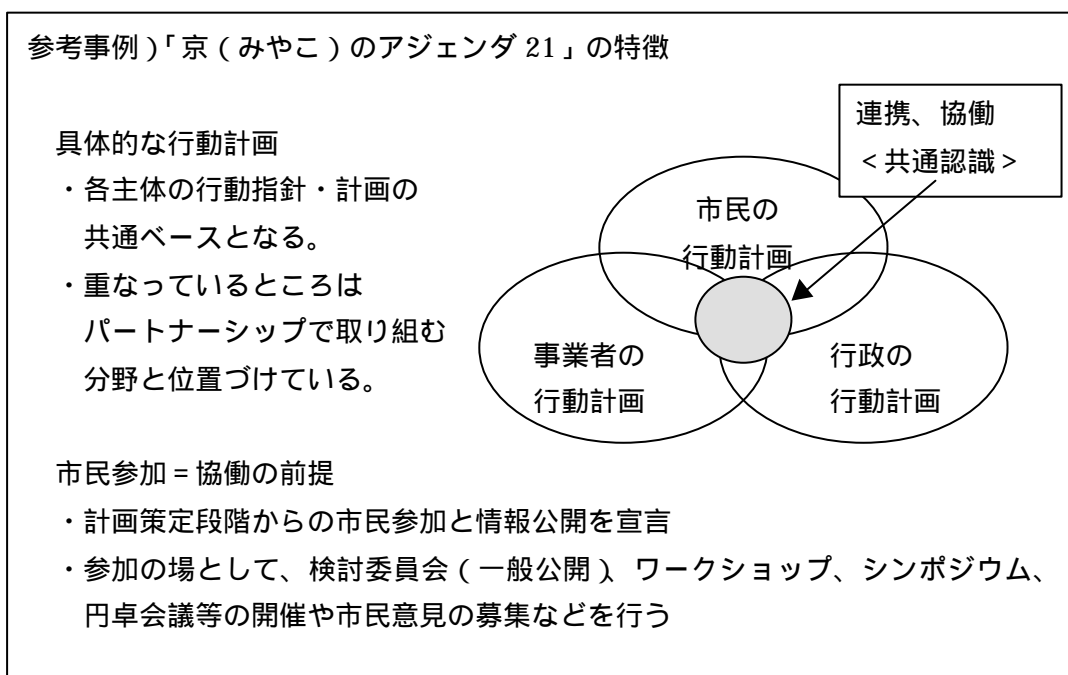 参考事例)「京(みやこ)のアジェンダ 21」の特徴
具体的な行動計画
・各主体の行動指針・計画の
共通ベースとなる。
・重なっているところは
パートナーシップで取り組む
分野と位置づけている。
連携、協働
<共通認識>
市民の
行動計画
事業者の
行動計画
行政の
行動計画
市民参加=協働の前提
・計画策定段階からの市民参加と情報公開を宣言
・参加の場として、検討委員会(一般公開)、ワークショップ、シンポジウム、
円卓会議等の開催や市民意見の募集などを行う